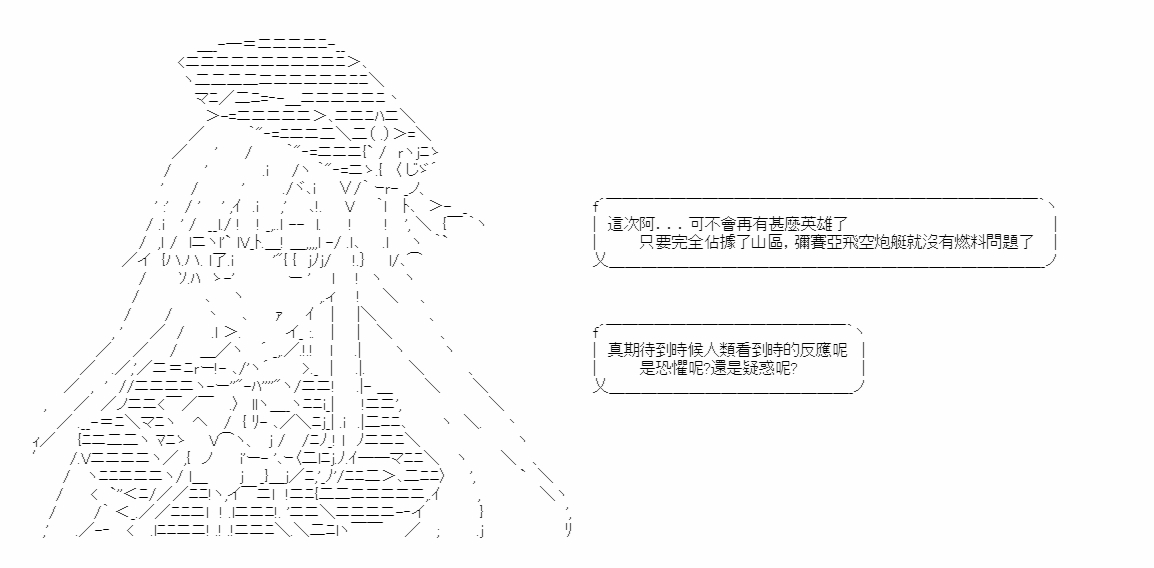 這次阿...可不會再有甚麼英雄了
只要完全佔據了山區,彌賽亞飛空炮艇就沒有燃料問題了
真期待到時候人類看到時的反應呢
是恐懼呢?還是疑惑呢?